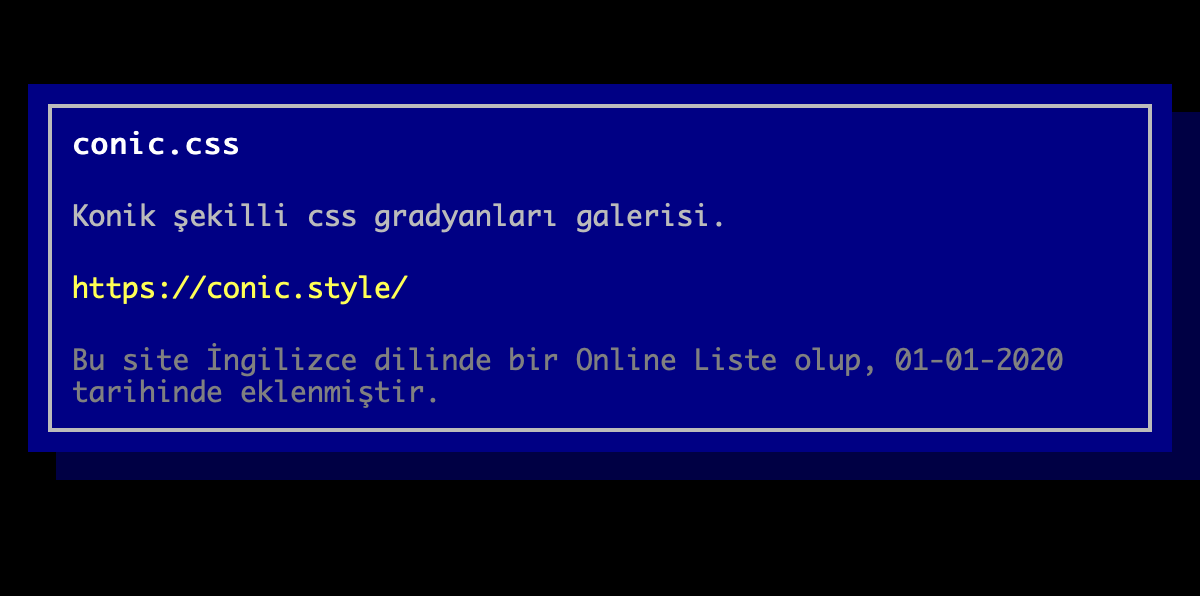 conic.css
Konik şekilli css gradyanları galerisi.
https://conic.style/
Bu site İngilizce dilinde bir Online Liste olup, 01-01-2020
tarihinde eklenmiştir.